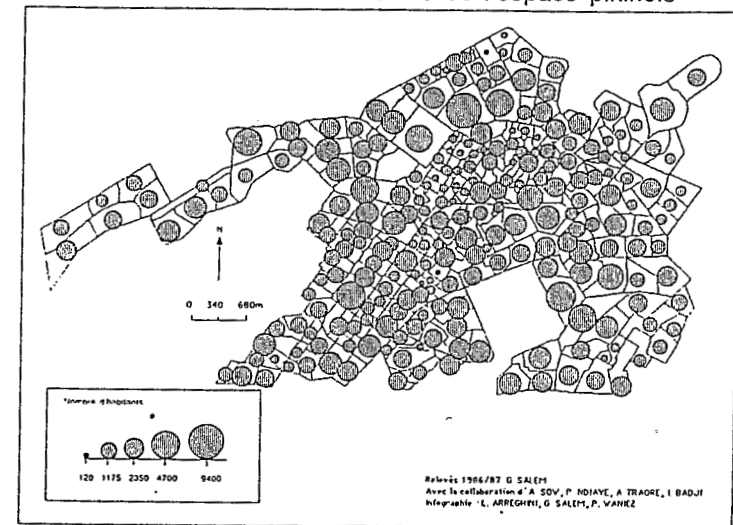 espace pikinois
N
0 340 680m
Nombre d'habitants
120 1175 2350 4700 9400
Relevés 1986/87 G SALEM
Avec la collaboration d'A SOW, P NDIAYE, A TRAORE, I BADJI
Infographie : L. ARREGHINI, G SALEM, P. WANIEZ